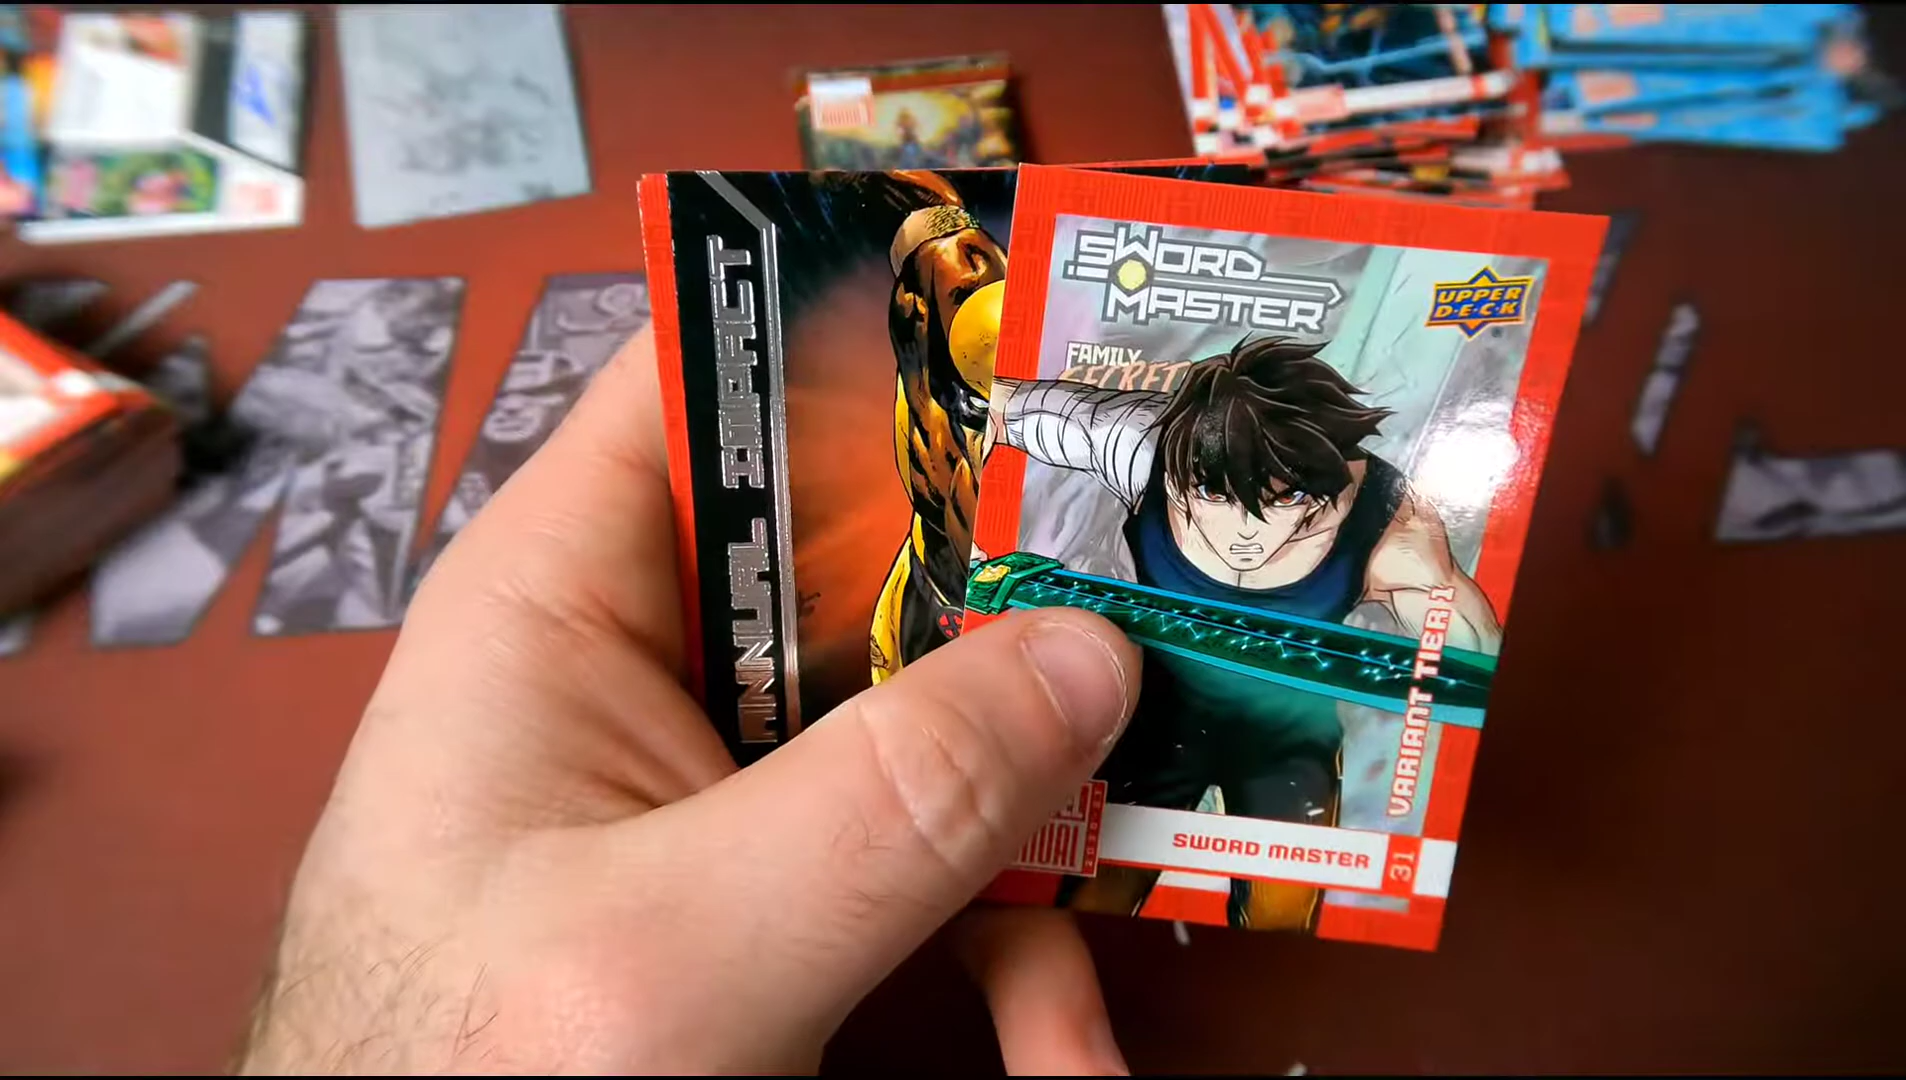 ANNUAL IMPACT
SWORD
MASTER
UPPER
DECK
FAMILY
SECRET
VARIANT TIER 1
SWORD MASTER
31